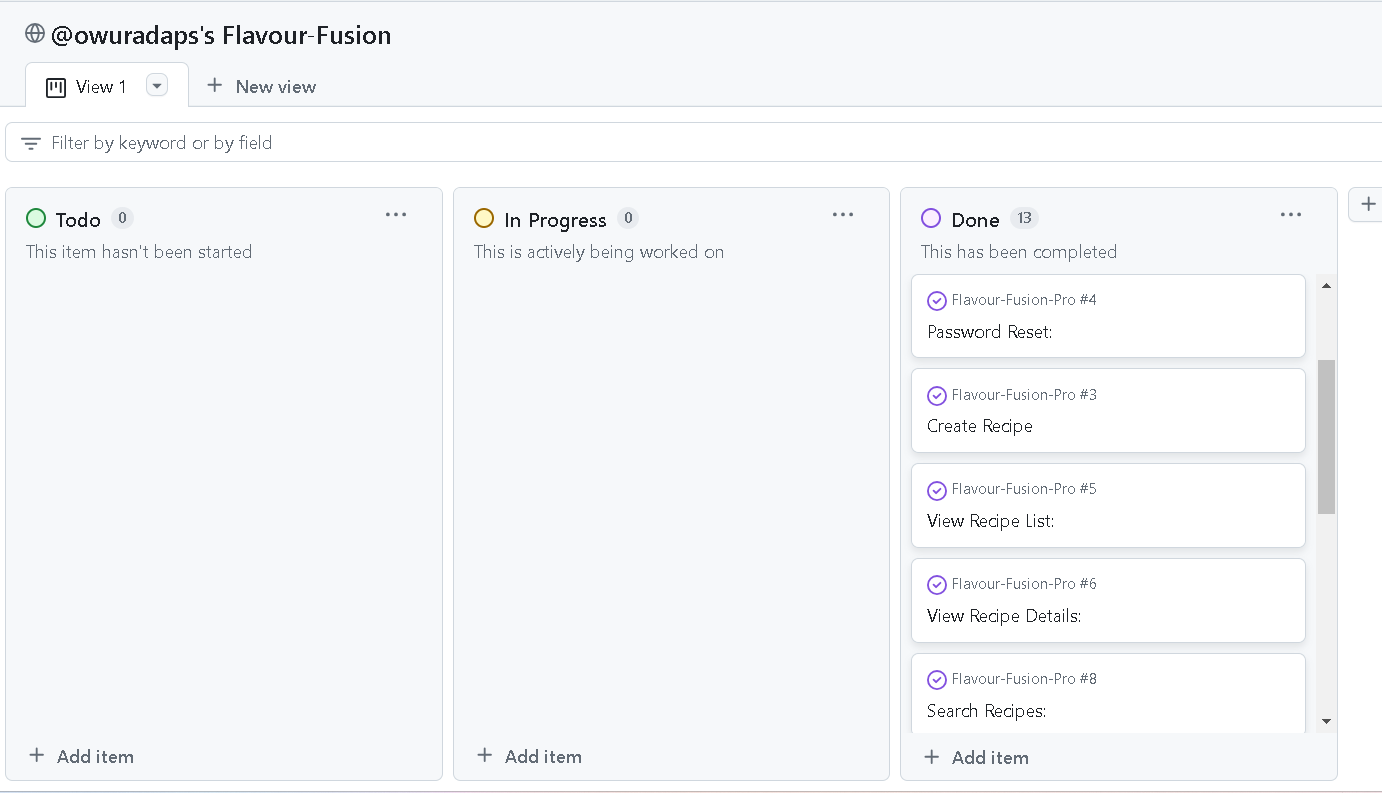 @owuradaps's Flavour-Fusion
View 1
New view
Filter by keyword or by field
Todo 0
This item hasn't been started
Add item
In Progress 0
This is actively being worked on
Add item
Done 13
This has been completed
Flavour-Fusion-Pro #4
Password Reset:
Flavour-Fusion-Pro #3
Create Recipe
Flavour-Fusion-Pro #5
View Recipe List:
Flavour-Fusion-Pro #6
View Recipe Details:
Flavour-Fusion-Pro #8
Search Recipes:
Add item